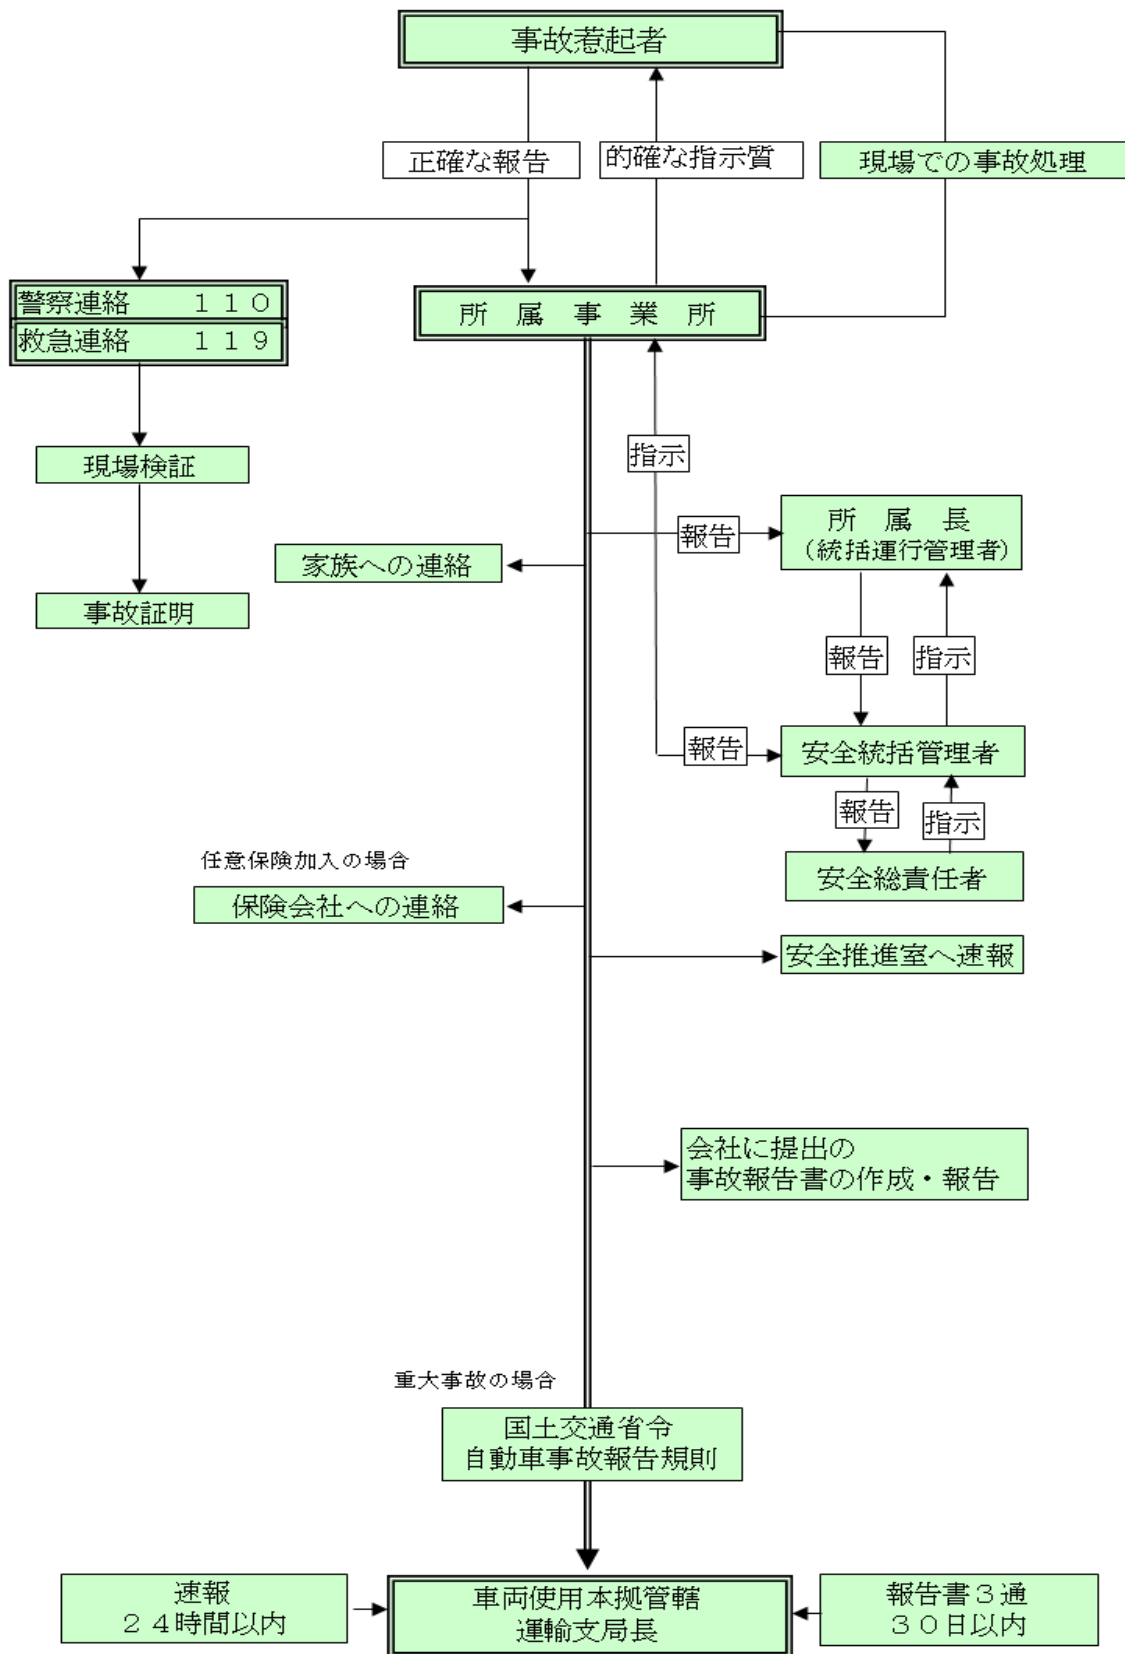 事故惹起者
正確な報告
的確な指示質
現場での事故処理
警察連絡　　１１０
救急連絡　　１１９
所　属　事　業　所
現場検証
事故証明
指示
所　属　長
（統括運行管理者）
報告
家族への連絡
報告
指示
報告
安全統括管理者
報告
指示
任意保険加入の場合
安全総責任者
保険会社への連絡
安全推進室へ速報
会社に提出の
事故報告書の作成・報告
重大事故の場合
国土交通省令
自動車事故報告規則
速報
２４時間以内
車両使用本拠管轄
運輸支局長
報告書３通
３０日以内